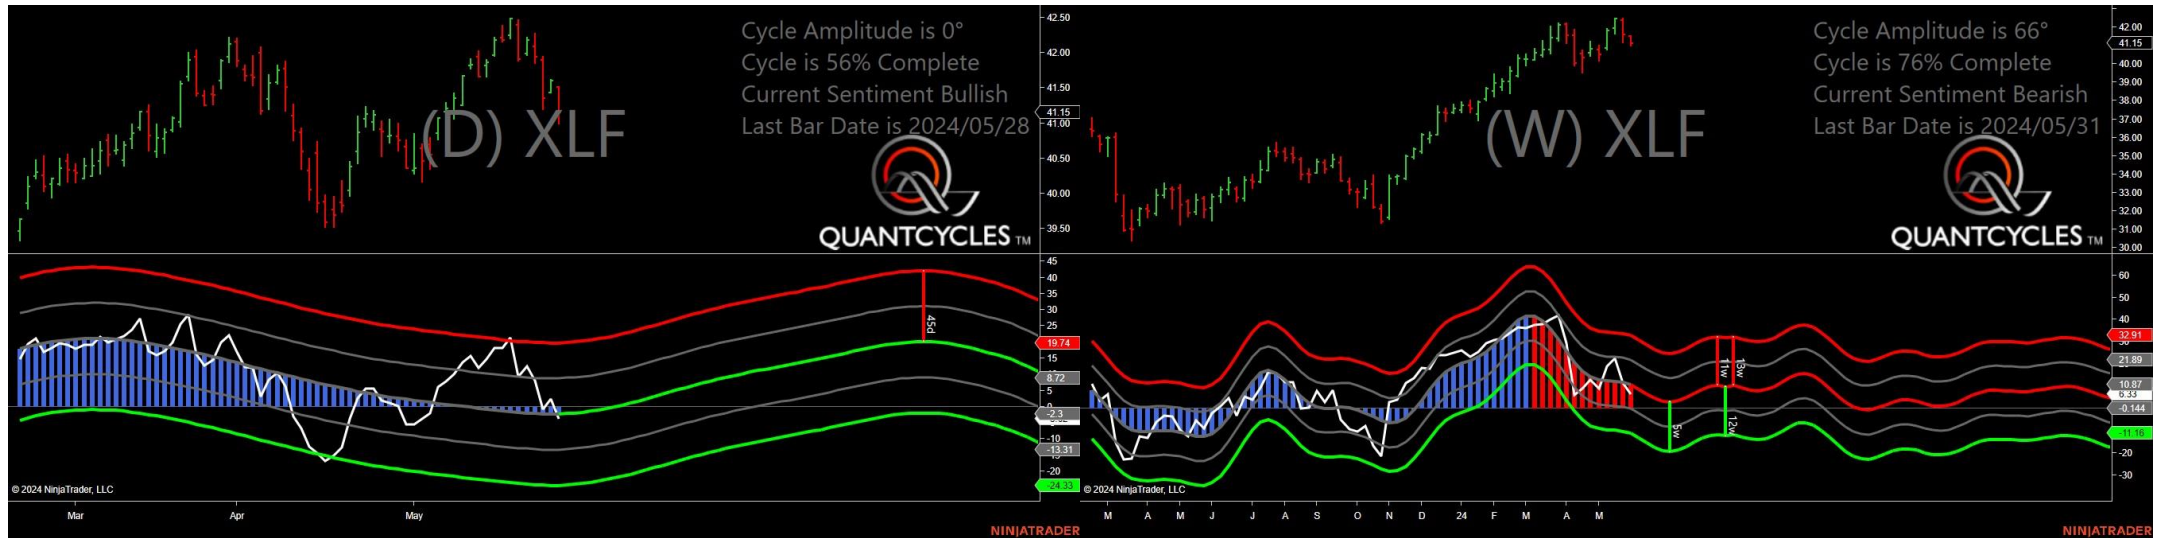 Cycle Amplitude is 0°
Cycle is 56% Complete
Current Sentiment Bullish
Last Bar Date is 2024/05/28
(D) XLF
QUANTCYCLES TM
42.50
42.00
41.50
41.15
41.00
40.50
40.00
39.50
45
40
35
30
25
19.74
15
8.72
5
0
-2.3
-10
-13.31
-20
-24.33
45d
© 2024 NinjaTrader, LLC
Mar Apr May
NINJATRADER
Cycle Amplitude is 66°
Cycle is 76% Complete
Current Sentiment Bearish
Last Bar Date is 2024/05/31
(W) XLF
QUANTCYCLES TM
42.00
41.15
40.00
39.00
38.00
37.00
36.00
35.00
34.00
33.00
32.00
31.00
30.00
60
50
40
32.91
21.89
10.87
6.33
-0.144
-11.16
-20
-30
5w
11w
13w
12w
© 2024 NinjaTrader, LLC
M A M J J A S O N D 24 F M A M
NINJATRADER